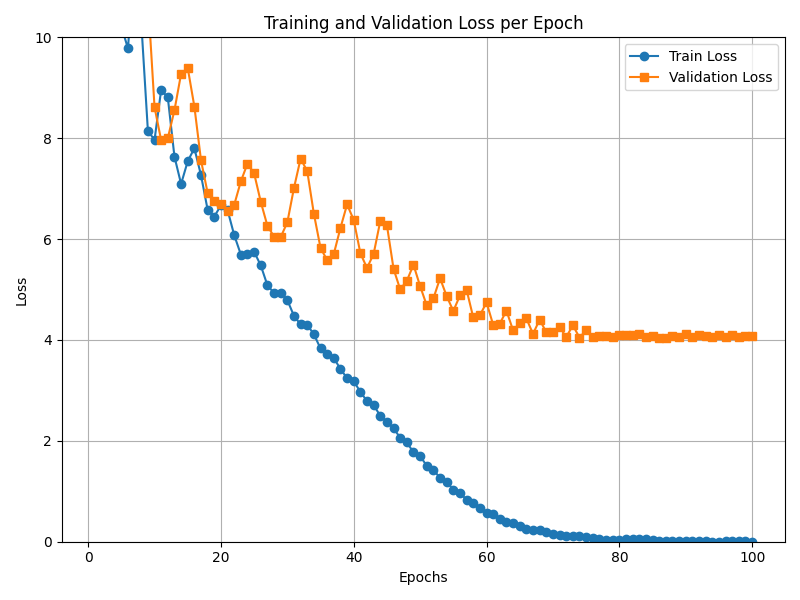 Training and Validation Loss per Epoch
Train Loss
Validation Loss
10
8
6
4
2
0
Loss
0 20 40 60 80 100
Epochs